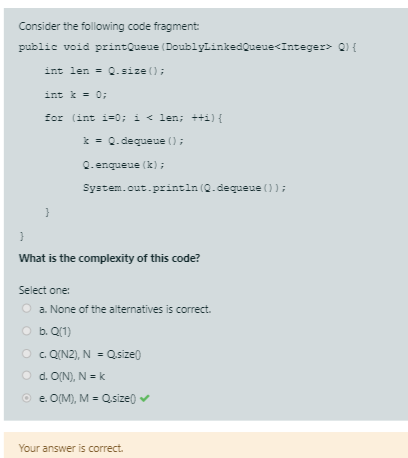 Consider the following code fragment:
public void printQueue(DoublyLinkedQueue<Integer> Q){
int len = Q.size();
int k = 0;
for (int i=0; i < len; ++i){
k = Q.dequeue();
Q.enqueue(k);
System.out.println(Q.dequeue());
}
}
What is the complexity of this code?
Select one:
a. None of the alternatives is correct.
b. O(1)
c. O(N2), N = Q.size()
d. O(N), N = k
e. O(M), M = Q.size() ✔
Your answer is correct.